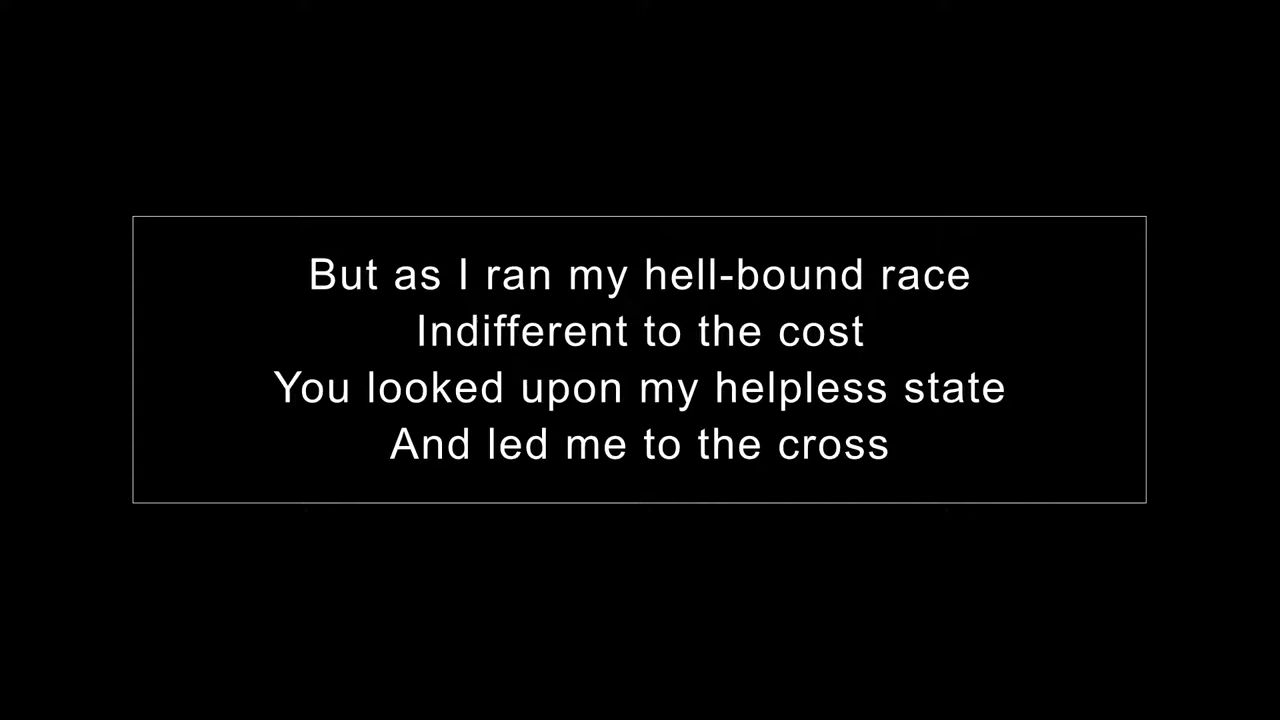 But as I ran my hell-bound race
Indifferent to the cost
You looked upon my helpless state
And led me to the cross